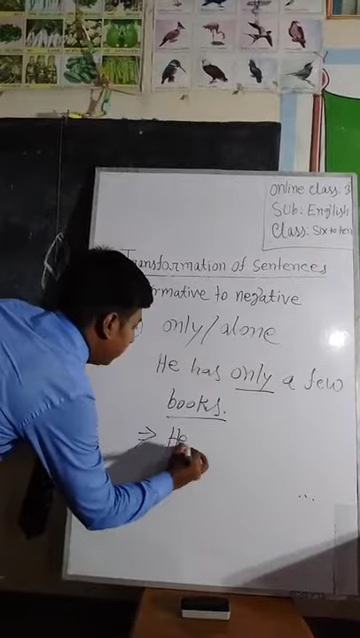 Online class 3
Sub: English
Class: Six to ten
Transformation of Sentences
rmative to negative
only/alone
He has only a few
books.
⇒ He
...